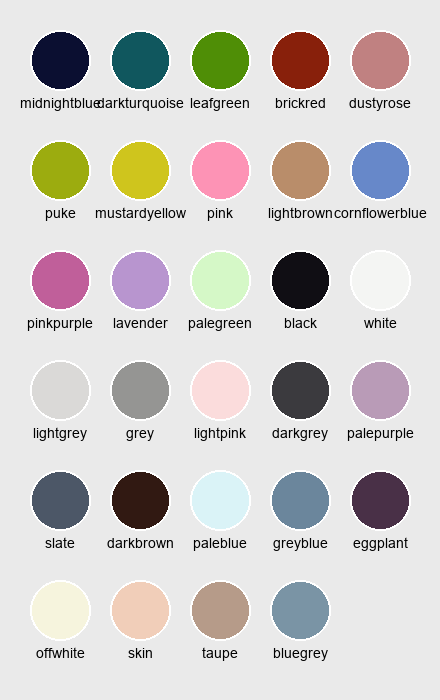 midnightblue darkturquoise leafgreen brickred dustyrose
puke mustardyellow pink lightbrown cornflowerblue
pinkpurple lavender palegreen black white
lightgrey grey lightpink darkgrey palepurple
slate darkbrown paleblue greyblue eggplant
offwhite skin taupe bluegrey